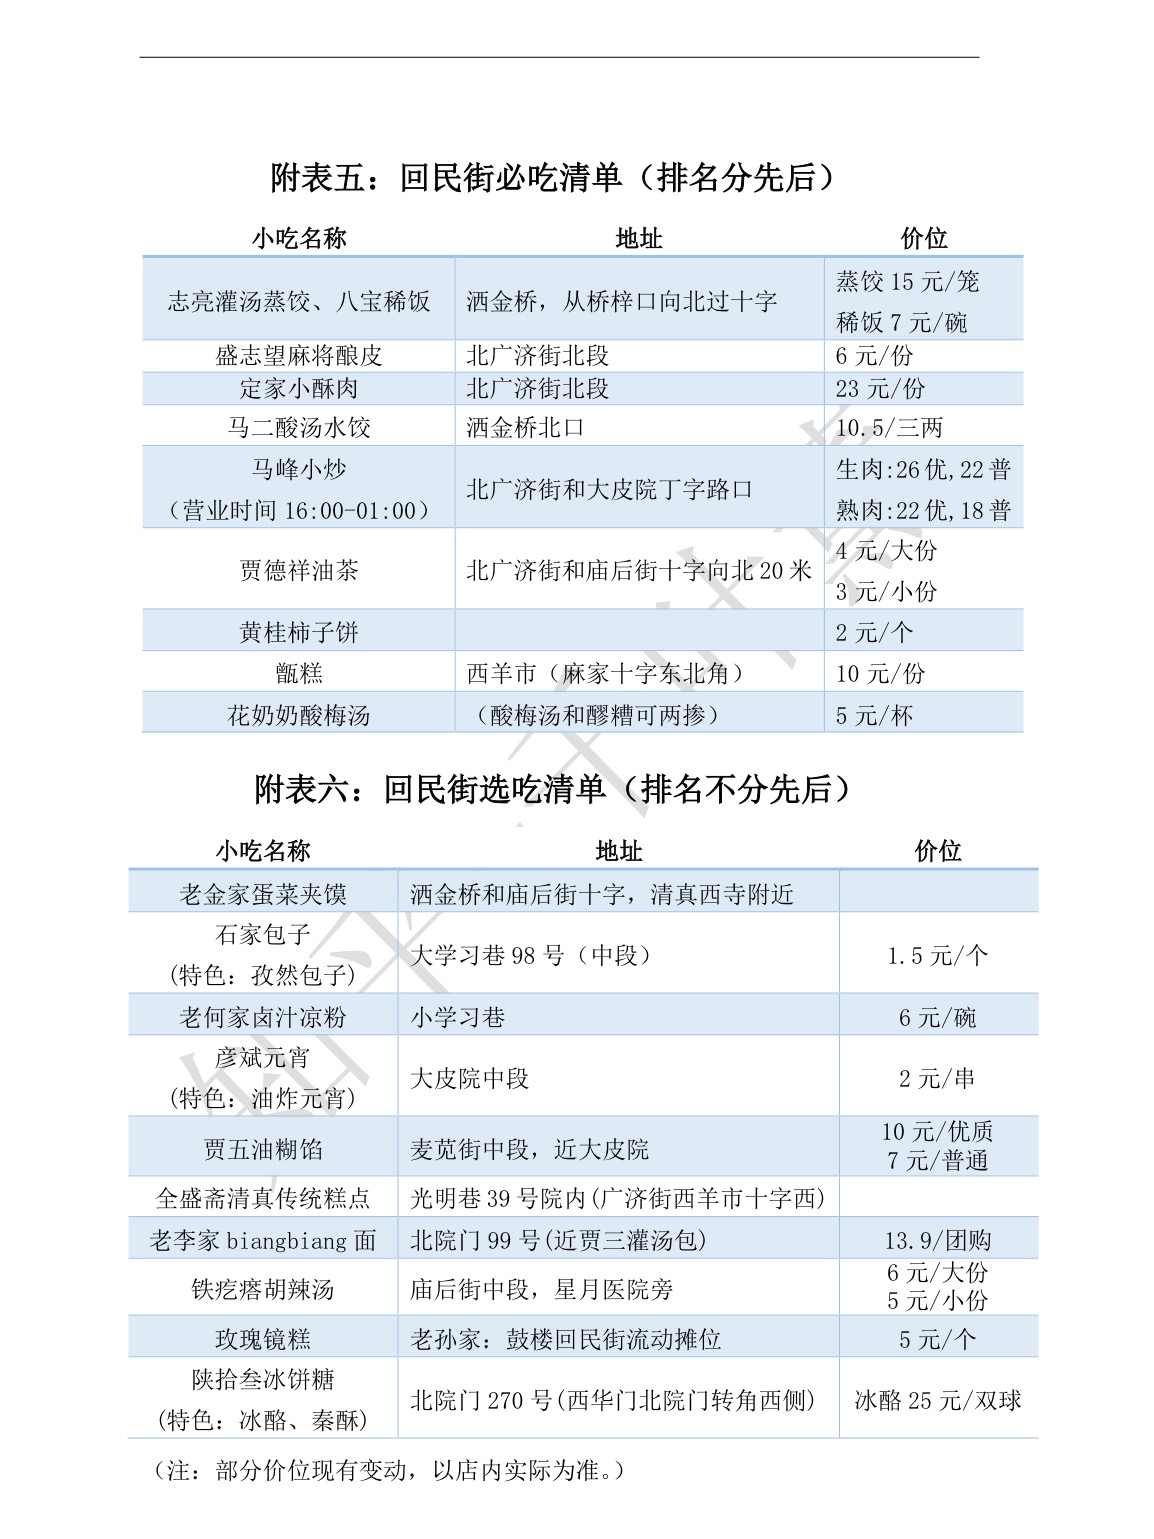 附表五：回民街必吃清单（排名分先后）
小吃名称 地址 价位
志亮灌汤蒸饺、八宝稀饭 洒金桥，从桥梓口向北过十字 蒸饺 15 元/笼
稀饭 7 元/碗
盛志望麻将酿皮 北广济街北段 6 元/份
定家小酥肉 北广济街北段 23 元/份
马二酸汤水饺 洒金桥北口 10.5/三两
马峰小炒
（营业时间 16:00-01:00） 北广济街和大皮院丁字路口 生肉:26 优,22 普
熟肉:22 优,18 普
贾德祥油茶 北广济街和庙后街十字向北 20 米 4 元/大份
3 元/小份
黄桂柿子饼 2 元/个
甑糕 西羊市（麻家十字东北角） 10 元/份
花奶奶酸梅汤 （酸梅汤和醪糟可两掺） 5 元/杯
附表六：回民街选吃清单（排名不分先后）
小吃名称 地址 价位
老金家蛋菜夹馍 洒金桥和庙后街十字，清真西寺附近
石家包子
(特色：孜然包子) 大学习巷 98 号（中段） 1.5 元/个
老何家卤汁凉粉 小学习巷 6 元/碗
彦斌元宵
(特色：油炸元宵) 大皮院中段 2 元/串
贾五油糊馅 麦苋街中段，近大皮院 10 元/优质
7 元/普通
全盛斋清真传统糕点 光明巷 39 号院内(广济街西羊市十字西)
老李家 biangbiang 面 北院门 99 号(近贾三灌汤包) 13.9/团购
铁疙瘩胡辣汤 庙后街中段，星月医院旁 6 元/大份
5 元/小份
玫瑰镜糕 老孙家：鼓楼回民街流动摊位 5 元/个
陕拾叁冰饼糖
(特色：冰酪、秦酥) 北院门 270 号(西华门北院门转角西侧) 冰酪 25 元/双球
（注：部分价位现有变动，以店内实际为准。）